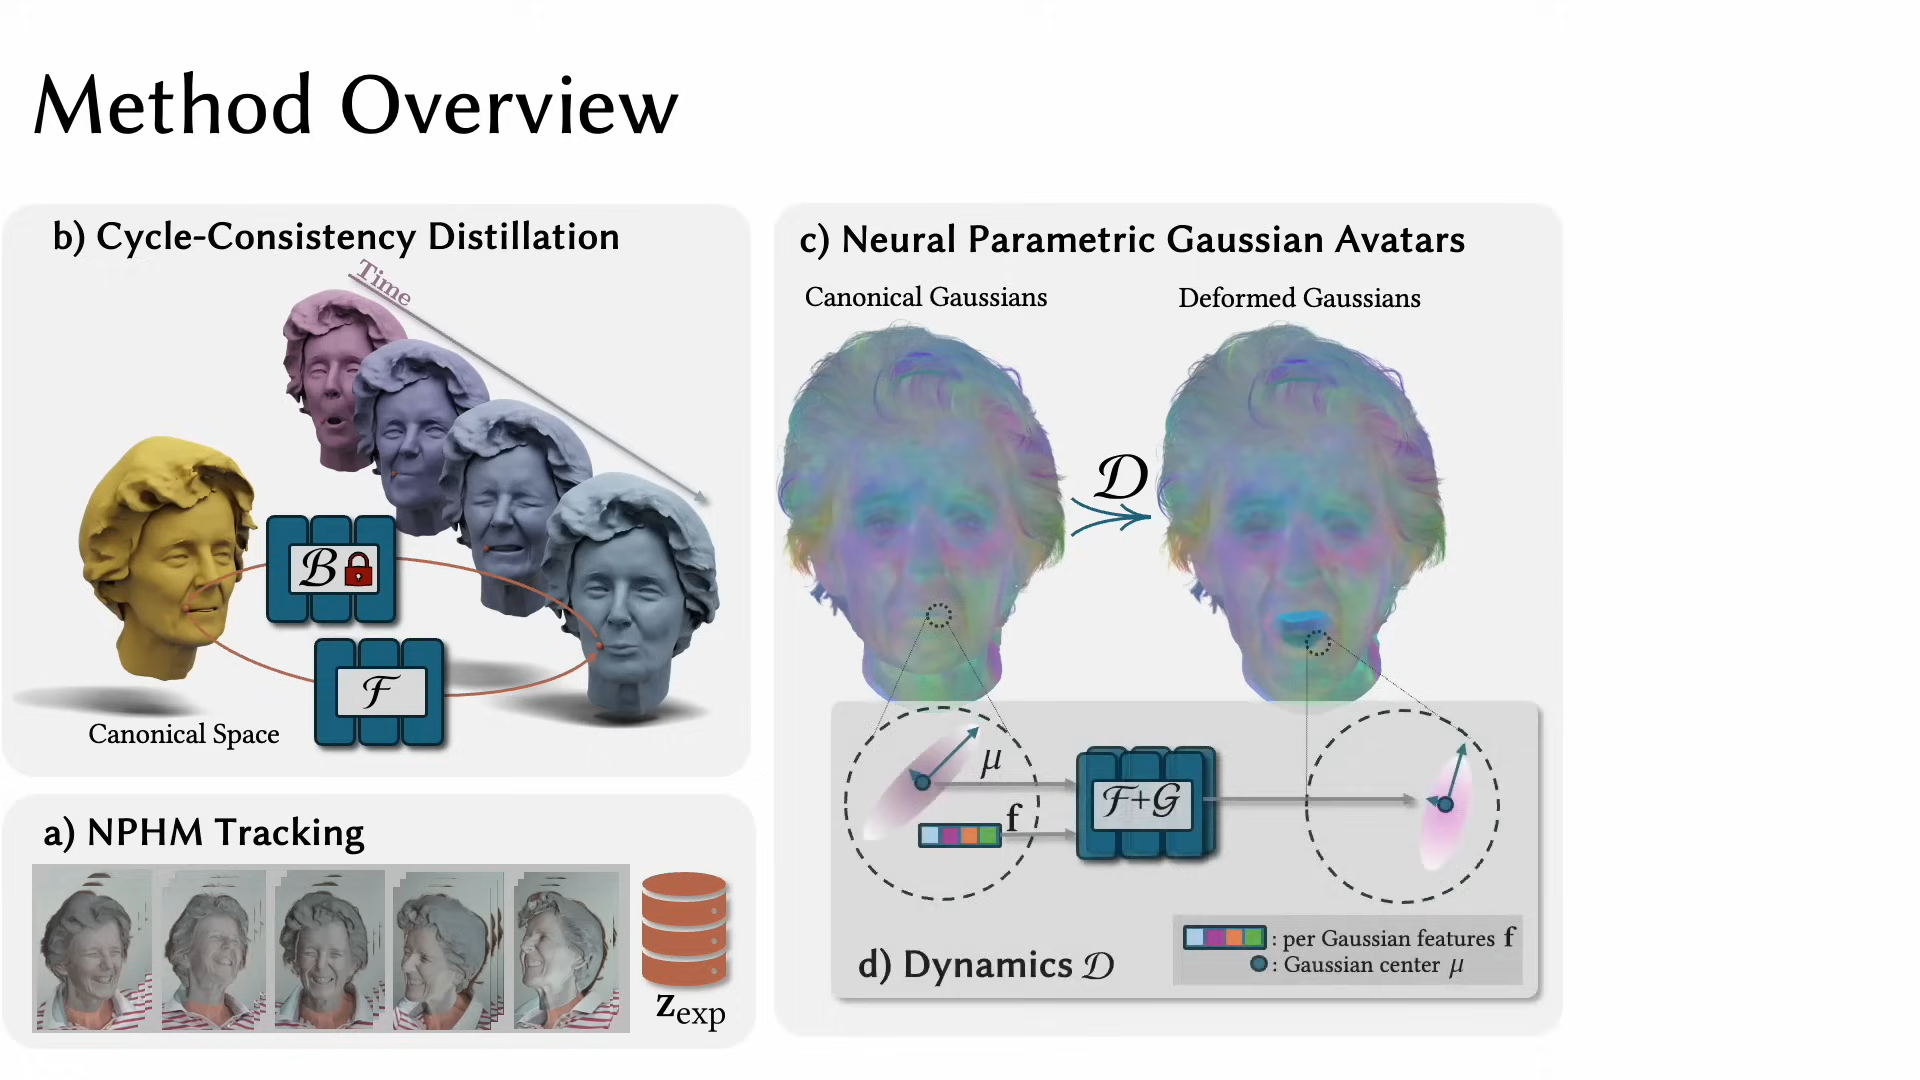 Method Overview
b) Cycle-Consistency Distillation
Time
ℬ
ℱ
Canonical Space
a) NPHM Tracking
z_exp
c) Neural Parametric Gaussian Avatars
Canonical Gaussians
Deformed Gaussians
𝒟
μ
f
ℱ+𝒢
d) Dynamics 𝒟
: per Gaussian features f
: Gaussian center μ